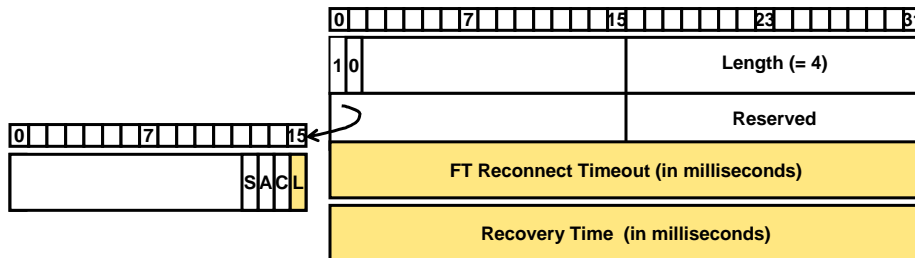 0 7 15 23 31
1 0 Length (= 4)
0 7 15 Reserved
S A C L FT Reconnect Timeout (in milliseconds)
Recovery Time (in milliseconds)